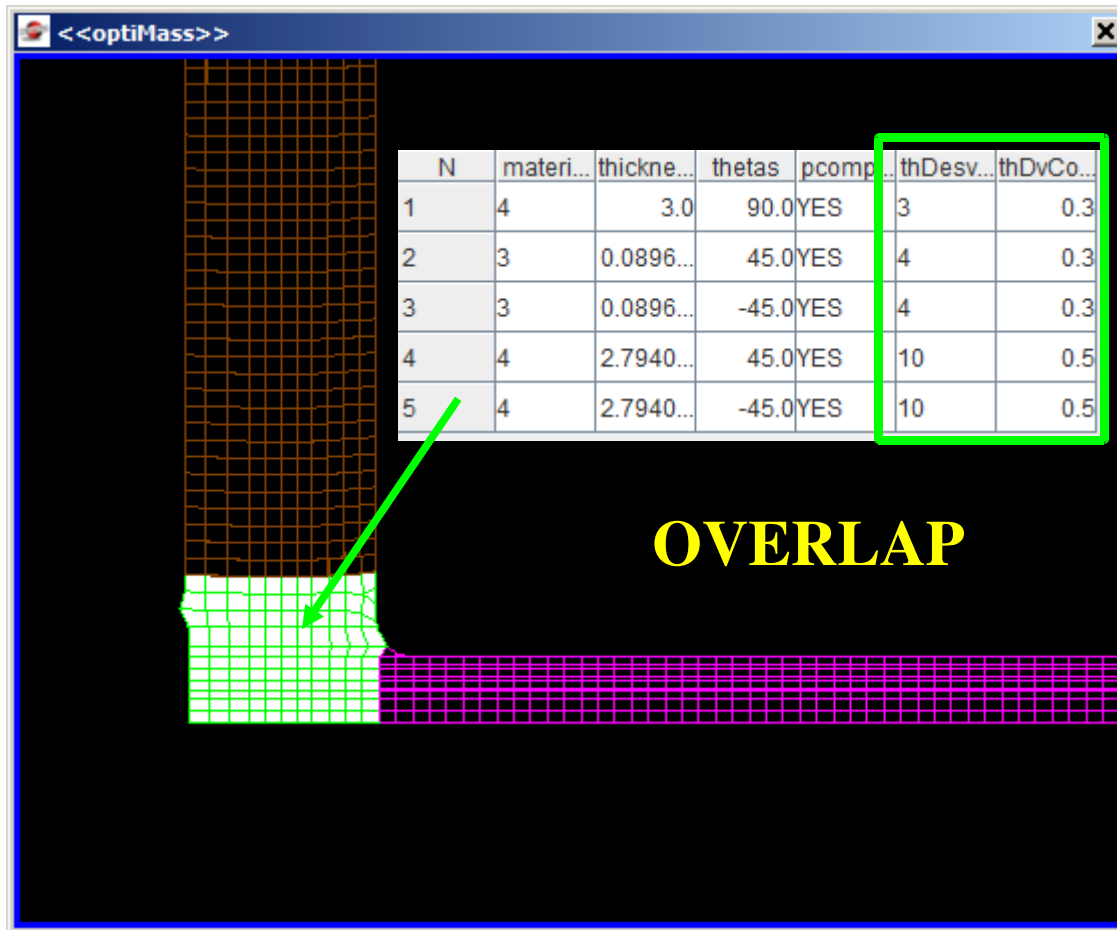 <<optiMass>>
N materi... thickne... thetas pcomp... thDesv... thDvCo...
1 4 3.0 90.0 YES 3 0.3
2 3 0.0896... 45.0 YES 4 0.3
3 3 0.0896... -45.0 YES 4 0.3
4 4 2.7940... 45.0 YES 10 0.5
5 4 2.7940... -45.0 YES 10 0.5
OVERLAP